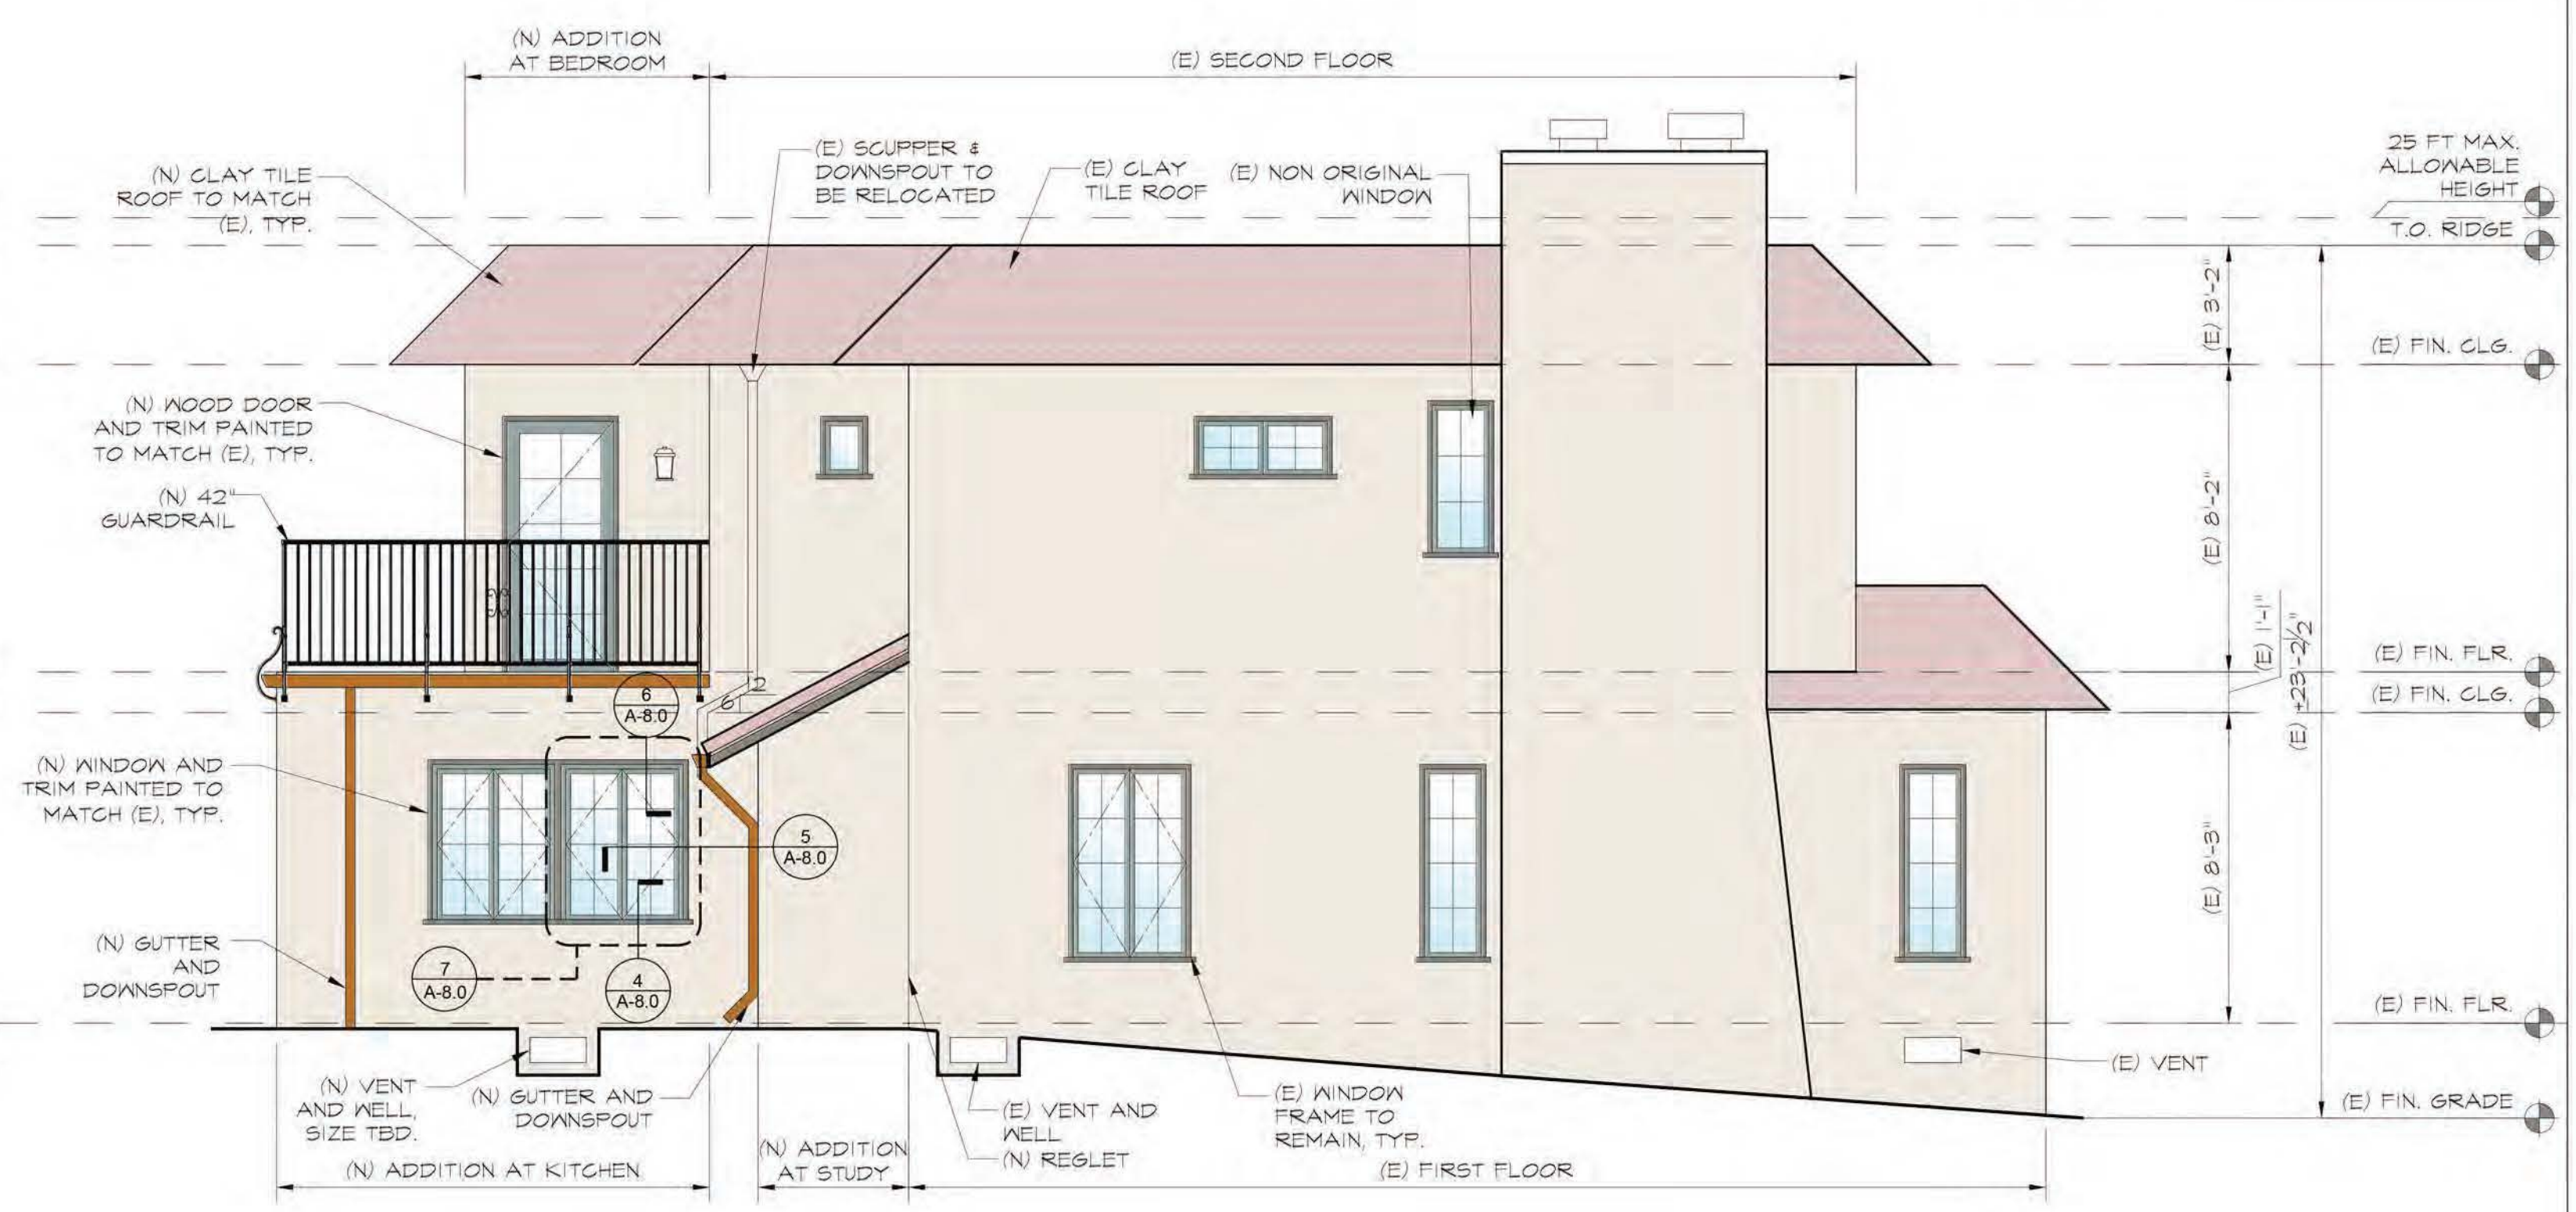 (N) ADDITION
AT BEDROOM
(E) SECOND FLOOR
(N) CLAY TILE
ROOF TO MATCH
(E), TYP.
(E) SCUPPER &
DOWNSPOUT TO
BE RELOCATED
(E) CLAY
TILE ROOF
(E) NON ORIGINAL
WINDOW
25 FT MAX.
ALLOWABLE
HEIGHT
T.O. RIDGE
(E) 3'-2"
(E) FIN. CLG.
(N) WOOD DOOR
AND TRIM PAINTED
TO MATCH (E), TYP.
(N) 42"
GUARDRAIL
(E) 8'-2"
(E) 1'-1"
(E) ±23'-2½"
(E) FIN. FLR.
(E) FIN. CLG.
6
A-8.0
2
6
(N) WINDOW AND
TRIM PAINTED TO
MATCH (E), TYP.
5
A-8.0
(E) 8'-3"
(N) GUTTER
AND
DOWNSPOUT
7
A-8.0
4
A-8.0
(E) FIN. FLR.
(E) VENT
(E) FIN. GRADE
(N) VENT
AND WELL,
SIZE TBD.
(N) GUTTER AND
DOWNSPOUT
(E) VENT AND
WELL
(N) REGLET
(E) WINDOW
FRAME TO
REMAIN, TYP.
(N) ADDITION AT KITCHEN
(N) ADDITION
AT STUDY
(E) FIRST FLOOR